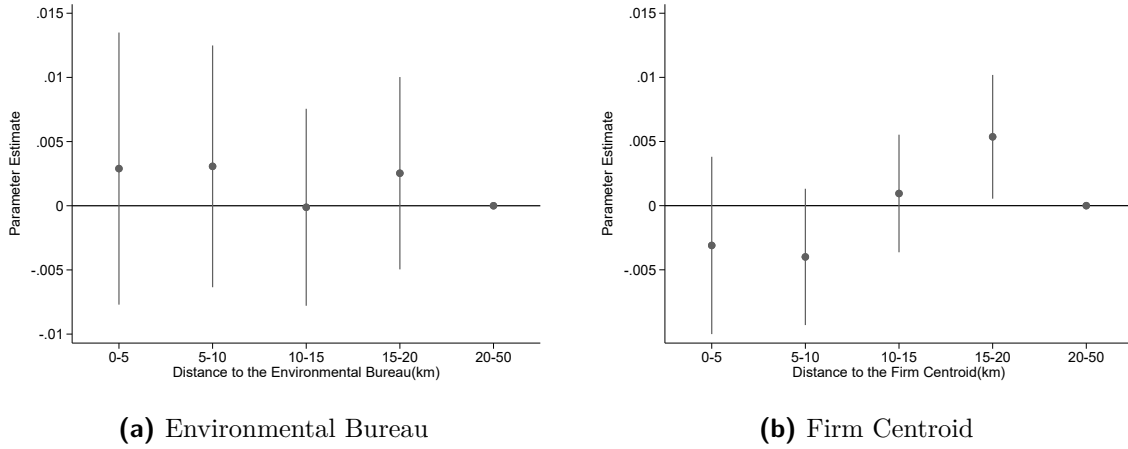 .015
.01
.005
0
-.005
-.01
Parameter Estimate
0-5 5-10 10-15 15-20 20-50
Distance to the Environmental Bureau(km)
(a) Environmental Bureau
.015
.01
.005
0
-.005
Parameter Estimate
0-5 5-10 10-15 15-20 20-50
Distance to the Firm Centroid(km)
(b) Firm Centroid